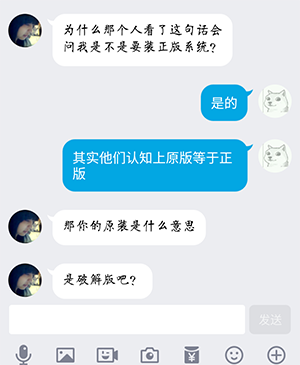 为什么那个人看了这句话会
问我是不是要装正版系统?
是的
其实他们认知上原版等于正
版
那你的原装是什么意思
是破解版吧?
发送